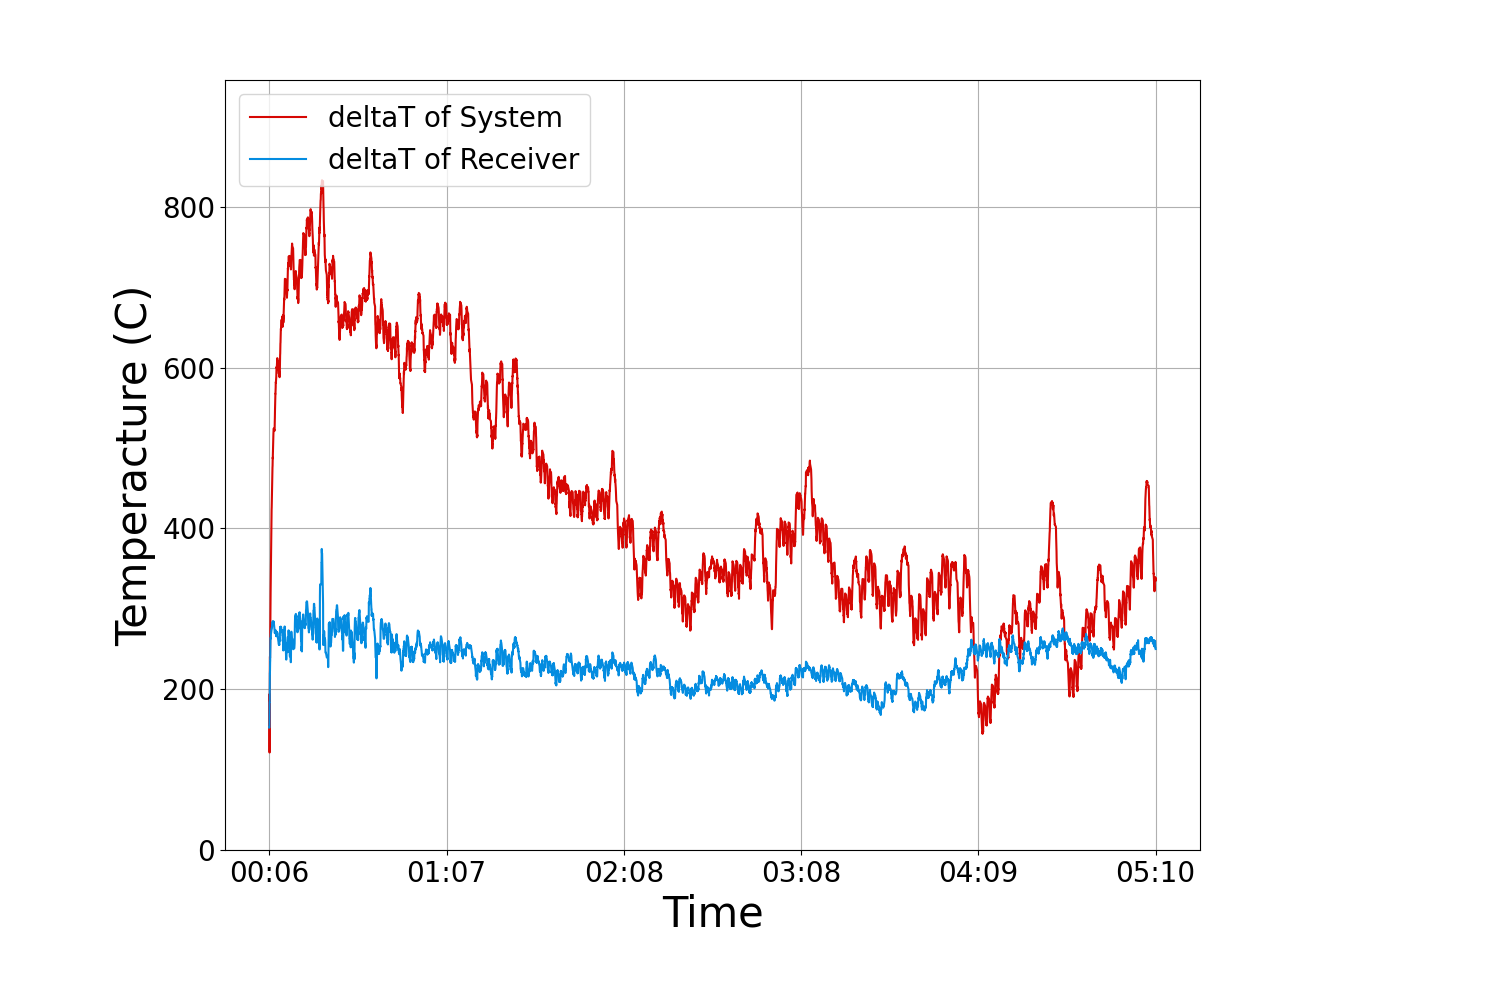 deltaT of System
deltaT of Receiver
Temperacture (C)
800
600
400
200
0
00:06 01:07 02:08 03:08 04:09 05:10
Time